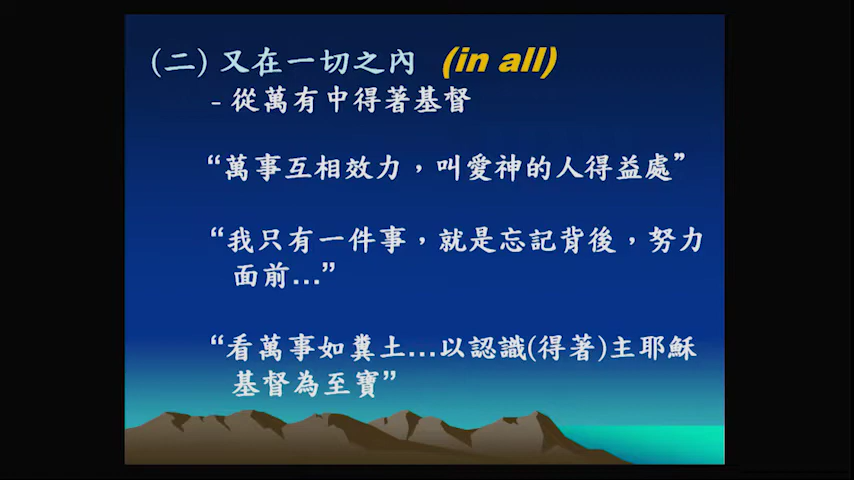 (二) 又在一切之內 (in all)
- 從萬有中得著基督
“萬事互相效力，叫愛神的人得益處”
“我只有一件事，就是忘記背後，努力
面前...”
“看萬事如糞土...以認識(得著)主耶穌
基督為至寶”